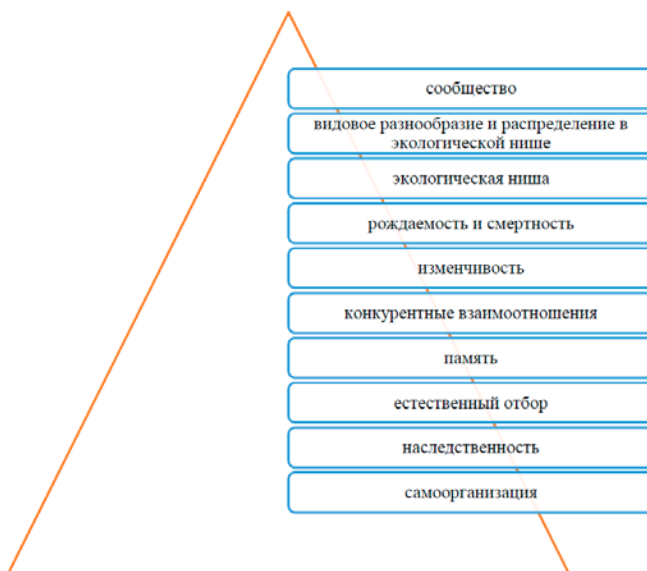 сообщество
видовое разнообразие и распределение в
экологической нише
экологическая ниша
рождаемость и смертность
изменчивость
конкурентные взаимоотношения
память
естественный отбор
наследственность
самоорганизация